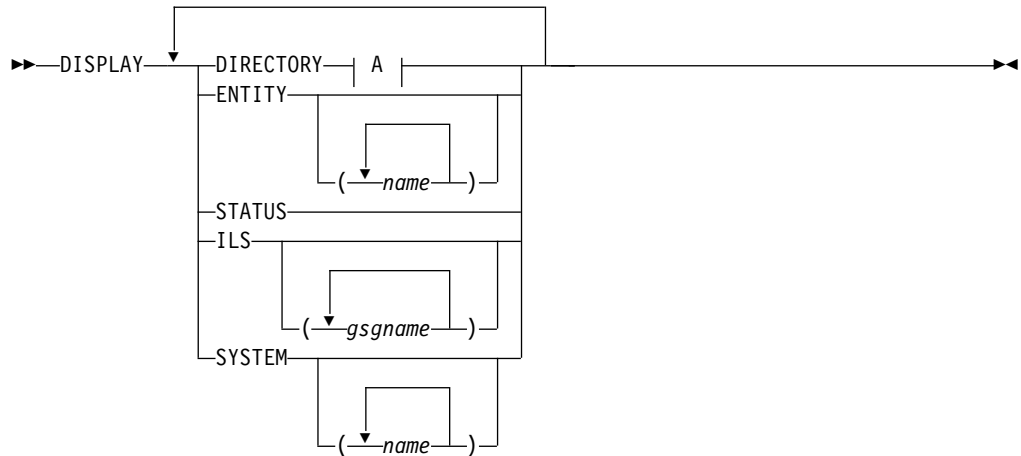 DISPLAY DIRECTORY A
ENTITY
( name )
STATUS
ILS
( gsgname )
SYSTEM
( name )